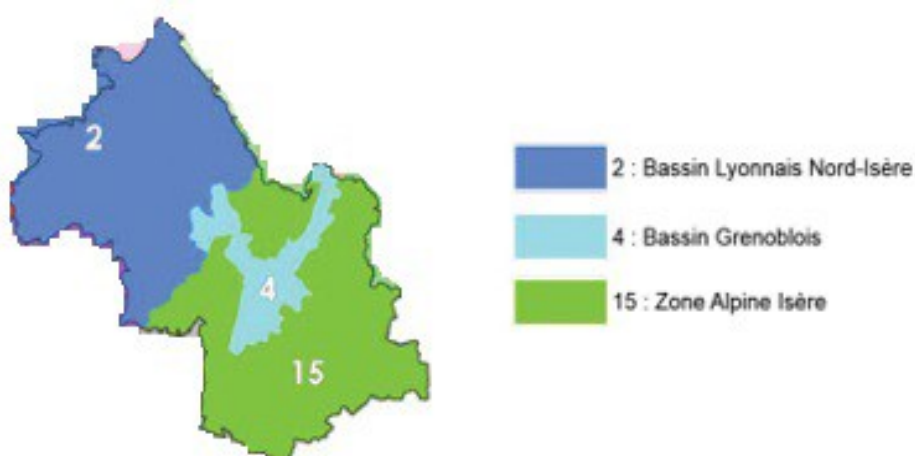 2
4
15
2 : Bassin Lyonnais Nord-Isère
4 : Bassin Grenoblois
15 : Zone Alpine Isère